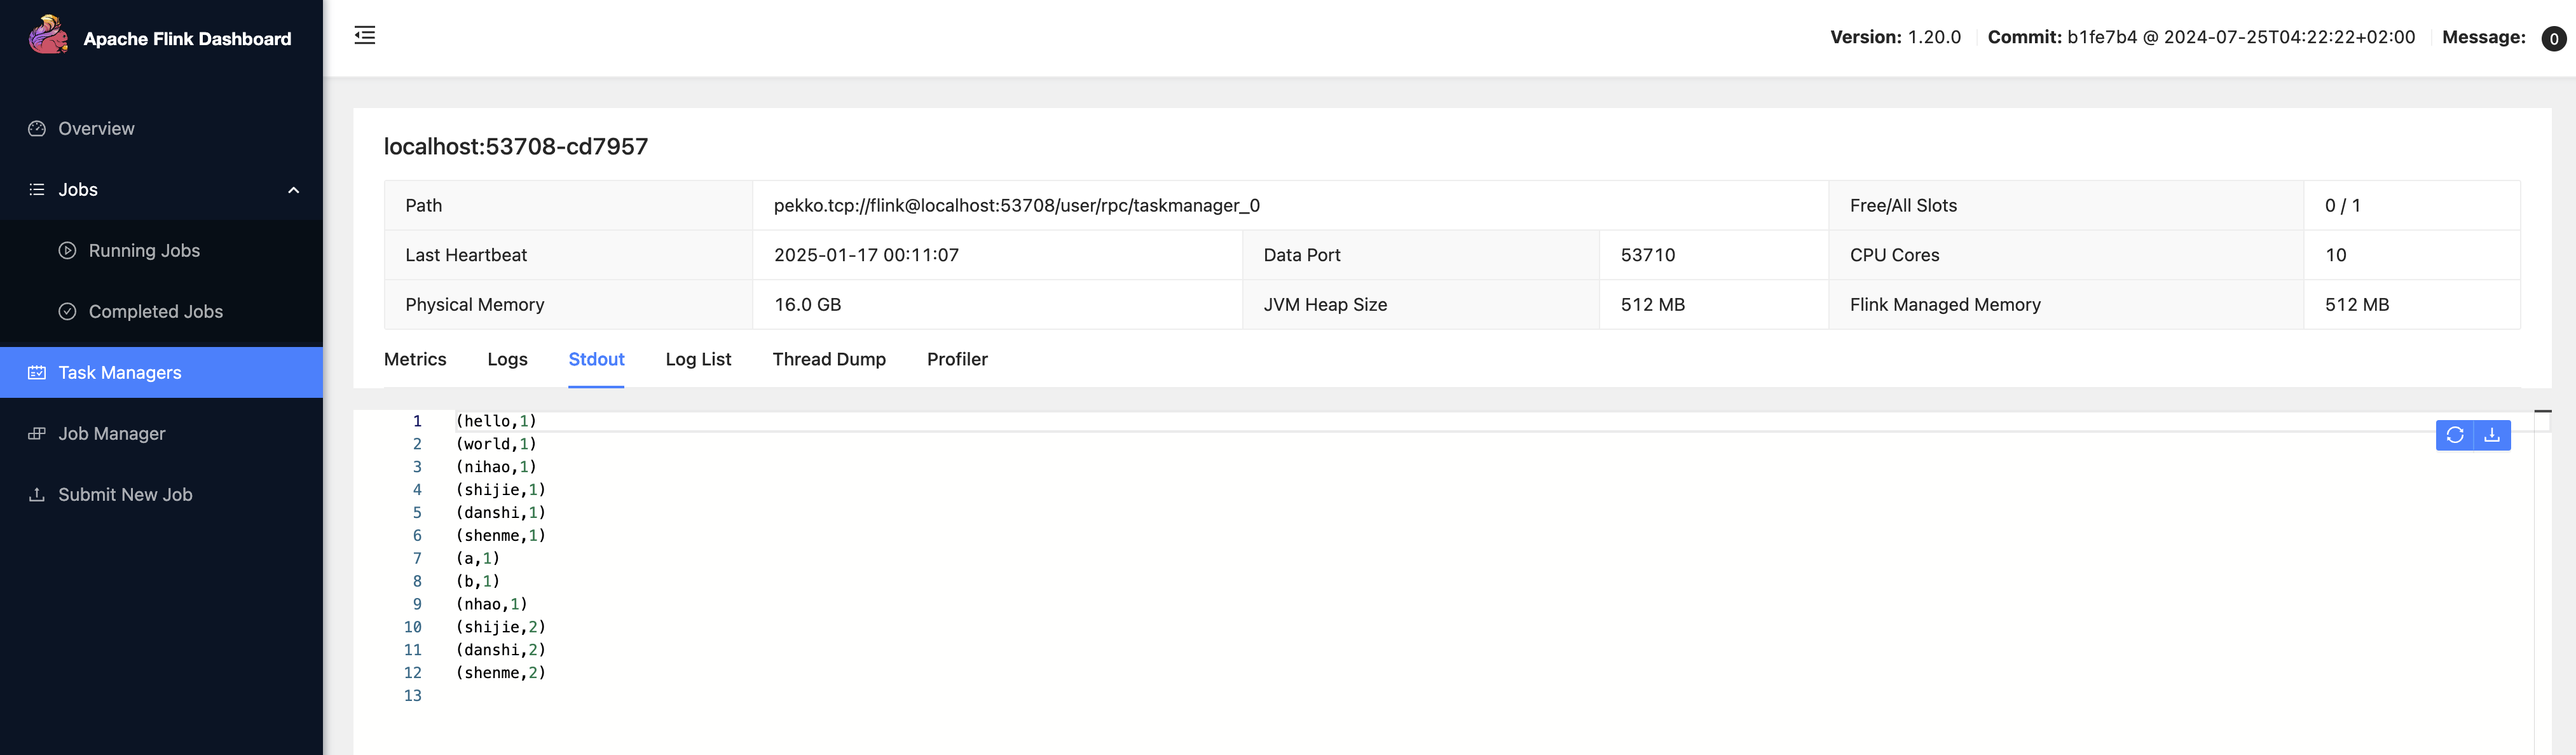 Apache Flink Dashboard
Version: 1.20.0 Commit: b1fe7b4 @ 2024-07-25T04:22:22+02:00 Message: 0
Overview
Jobs
Running Jobs
Completed Jobs
Task Managers
Job Manager
Submit New Job
localhost:53708-cd7957
Path pekko.tcp://flink@localhost:53708/user/rpc/taskmanager_0 Free/All Slots 0 / 1
Last Heartbeat 2025-01-17 00:11:07 Data Port 53710 CPU Cores 10
Physical Memory 16.0 GB JVM Heap Size 512 MB Flink Managed Memory 512 MB
Metrics Logs Stdout Log List Thread Dump Profiler
1 (hello,1)
2 (world,1)
3 (nihao,1)
4 (shijie,1)
5 (danshi,1)
6 (shenme,1)
7 (a,1)
8 (b,1)
9 (nhao,1)
10 (shijie,2)
11 (danshi,2)
12 (shenme,2)
13